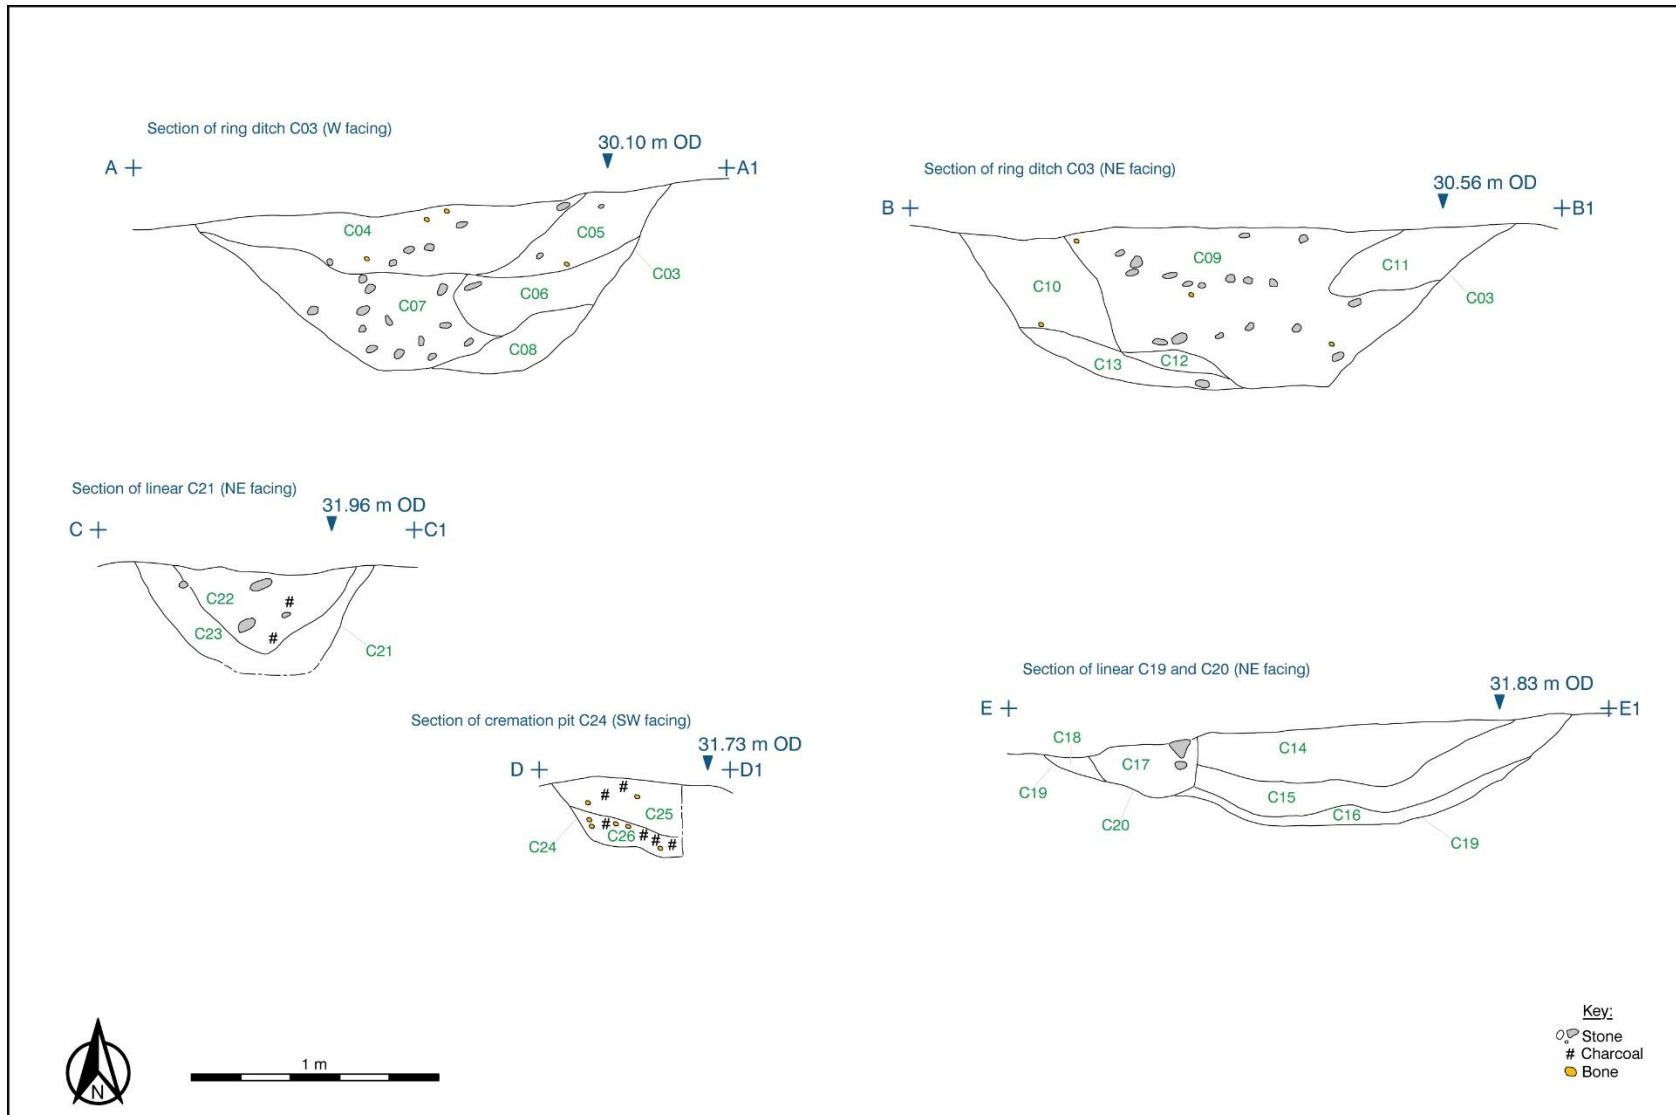 Section of ring ditch C03 (W facing)
30.10 m OD
A
A1
C04
C05
C03
C06
C07
C08
Section of ring ditch C03 (NE facing)
30.56 m OD
B
B1
C09
C11
C10
C03
C12
C13
Section of linear C21 (NE facing)
31.96 m OD
C
C1
C22
C23
C21
Section of cremation pit C24 (SW facing)
31.73 m OD
D
D1
C25
C26
C24
Section of linear C19 and C20 (NE facing)
31.83 m OD
E
E1
C18
C14
C17
C19
C15
C16
C20
C19
N
1 m
Key:
Stone
# Charcoal
Bone